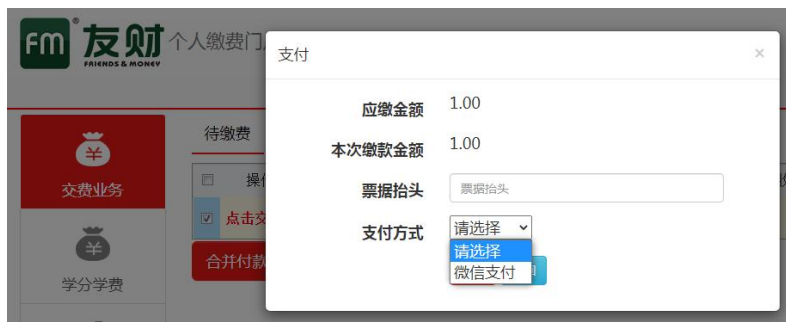 fm® 友财 个人缴费门
FRIENDS & MONEY
支付 ×
应缴金额 1.00
本次缴款金额 1.00
票据抬头 票据抬头
支付方式 请选择
请选择
微信支付
待缴费
操
点击交
合并付款
¥
交费业务
¥
学分学费